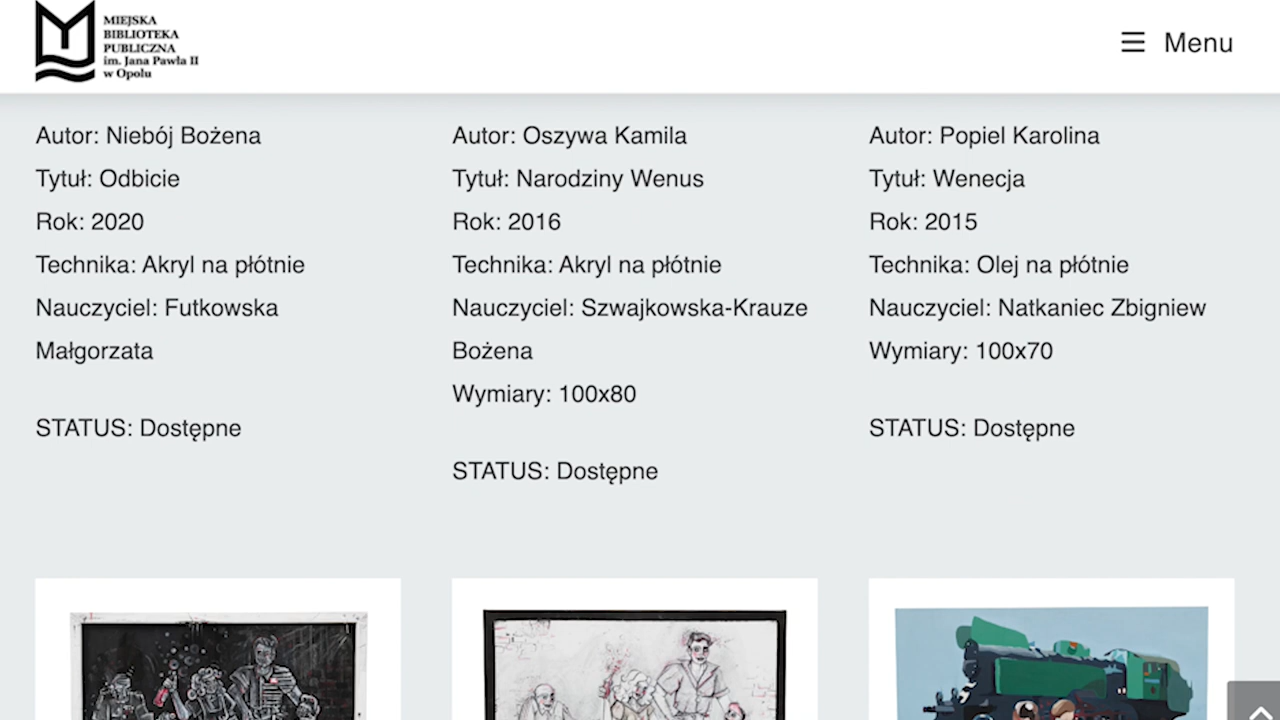 MIEJSKA
BIBLIOTEKA
PUBLICZNA
im. Jana Pawła II
w Opolu
Menu
Autor: Niebój Bożena
Tytuł: Odbicie
Rok: 2020
Technika: Akryl na płótnie
Nauczyciel: Futkowska
Małgorzata
STATUS: Dostępne
Autor: Oszywa Kamila
Tytuł: Narodziny Wenus
Rok: 2016
Technika: Akryl na płótnie
Nauczyciel: Szwajkowska-Krauze
Bożena
Wymiary: 100x80
STATUS: Dostępne
Autor: Popiel Karolina
Tytuł: Wenecja
Rok: 2015
Technika: Olej na płótnie
Nauczyciel: Natkaniec Zbigniew
Wymiary: 100x70
STATUS: Dostępne